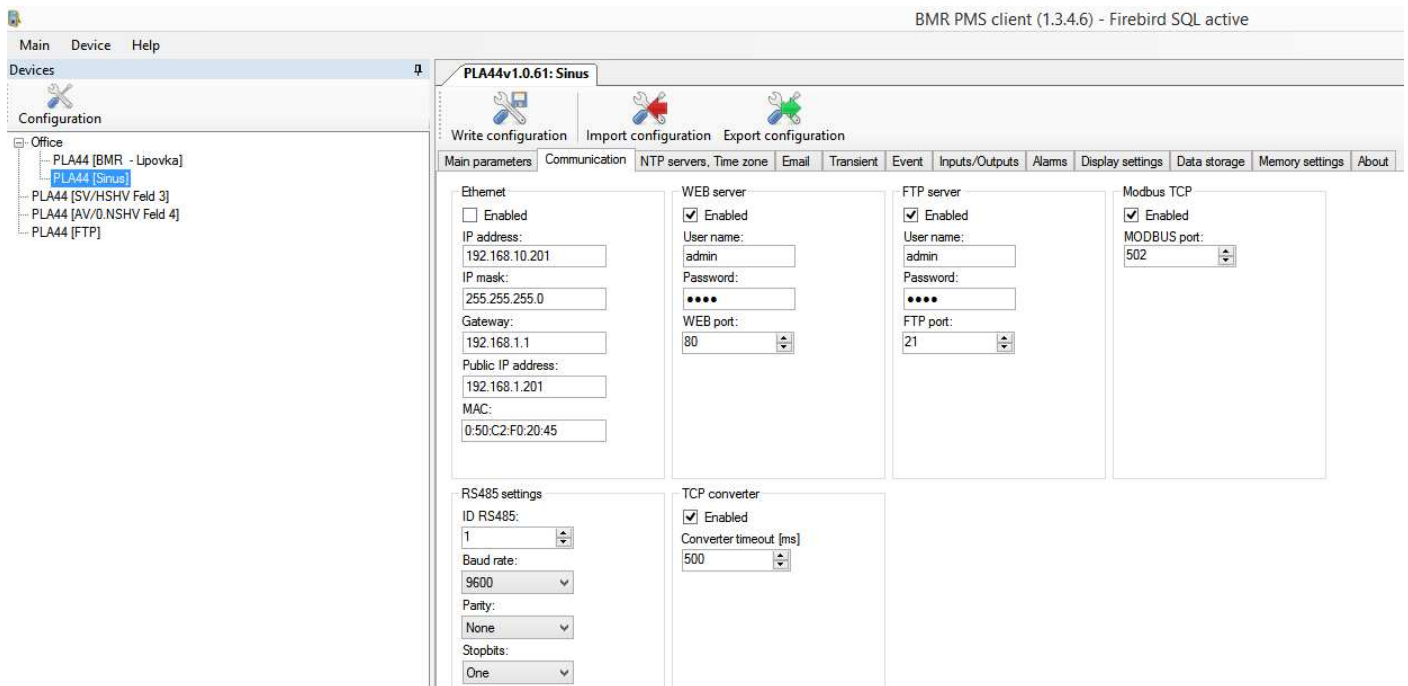 BMR PMS client (1.3.4.6) - Firebird SQL active
Main Device Help
Devices
Configuration
Office
PLA44 [BMR - Lipovka]
PLA44 [Sinus]
PLA44 [SV/HSHV Feld 3]
PLA44 [AV/0.NSHV Feld 4]
PLA44 [FTP]
PLA44v1.0.61: Sinus
Write configuration Import configuration Export configuration
Main parameters Communication NTP servers, Time zone Email Transient Event Inputs/Outputs Alarms Display settings Data storage Memory settings About
Ethernet
Enabled
IP address:
192.168.10.201
IP mask:
255.255.255.0
Gateway:
192.168.1.1
Public IP address:
192.168.1.201
MAC:
0:50:C2:F0:20:45
WEB server
Enabled
User name:
admin
Password:
●●●●
WEB port:
80
FTP server
Enabled
User name:
admin
Password:
●●●●
FTP port:
21
Modbus TCP
Enabled
MODBUS port:
502
RS485 settings
ID RS485:
1
Baud rate:
9600
Parity:
None
Stopbits:
One
TCP converter
Enabled
Converter timeout [ms]
500